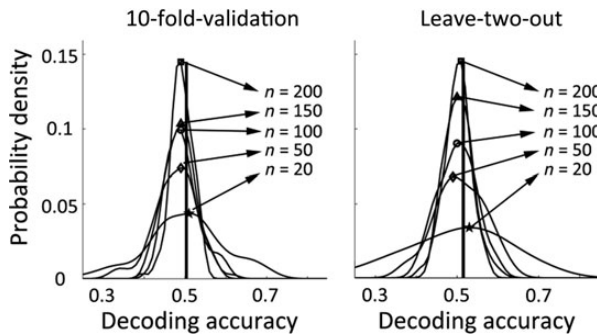 10-fold-validation
Probability density
0.15
0.1
0.05
0
n = 200
n = 150
n = 100
n = 50
n = 20
0.3 0.5 0.7
Decoding accuracy
Leave-two-out
n = 200
n = 150
n = 100
n = 50
n = 20
0.3 0.5 0.7
Decoding accuracy